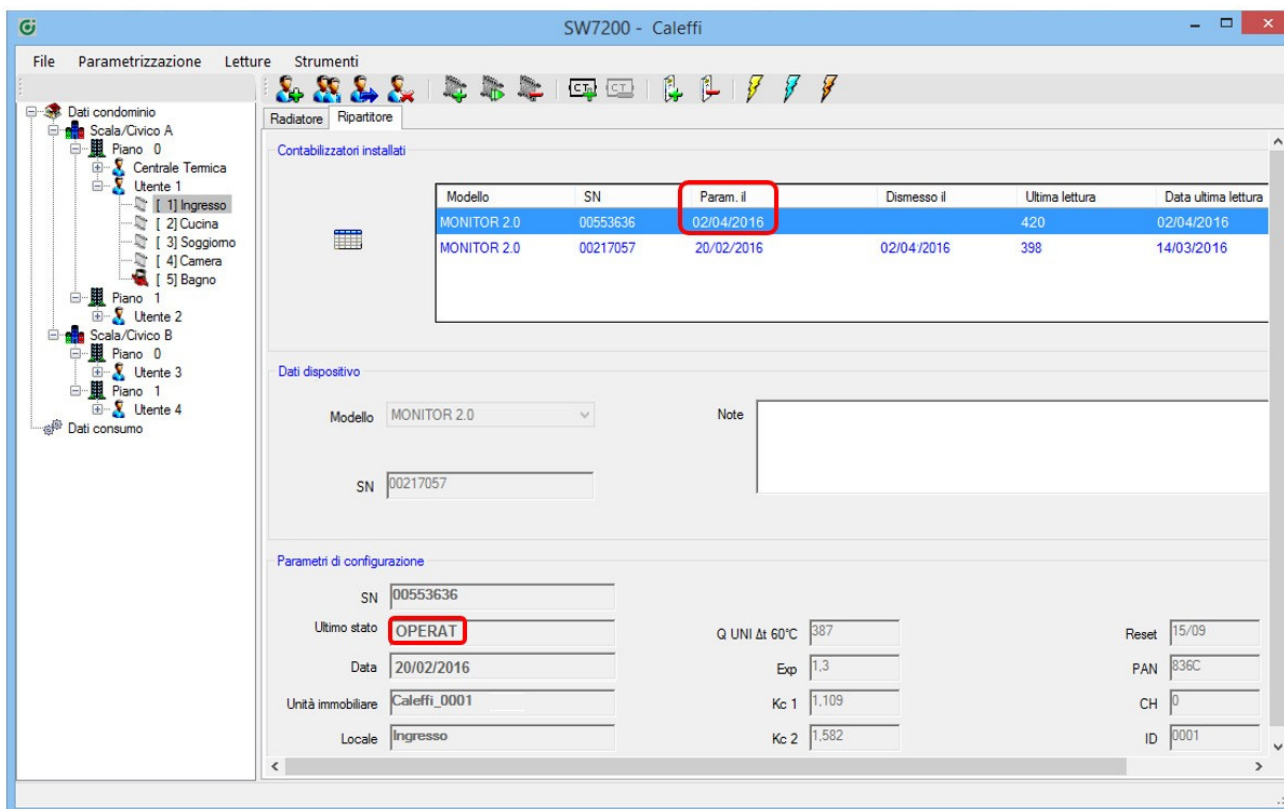 SW7200 - Caleffi
File Parametrizzazione Letture Strumenti
CT CT
Dati condominio
Scala/Civico A
Piano 0
Centrale Termica
Utente 1
[ 1] Ingresso
[ 2] Cucina
[ 3] Soggiorno
[ 4] Camera
[ 5] Bagno
Piano 1
Utente 2
Scala/Civico B
Piano 0
Utente 3
Piano 1
Utente 4
Dati consumo
Radiatore Ripartitore
Contabilizzatori installati
Modello SN Param. il Dismesso il Ultima lettura Data ultima lettura
MONITOR 2.0 00553636 02/04/2016 420 02/04/2016
MONITOR 2.0 00217057 20/02/2016 02/04/2016 398 14/03/2016
Dati dispositivo
Modello MONITOR 2.0 Note
SN 00217057
Parametri di configurazione
SN 00553636
Ultimo stato OPERAT Q UNI Δt 60°C 387 Reset 15/09
Data 20/02/2016 Exp 1,3 PAN 836C
Unità immobiliare Caleffi_0001 Kc 1 1,109 CH 0
Locale Ingresso Kc 2 1,582 ID 0001